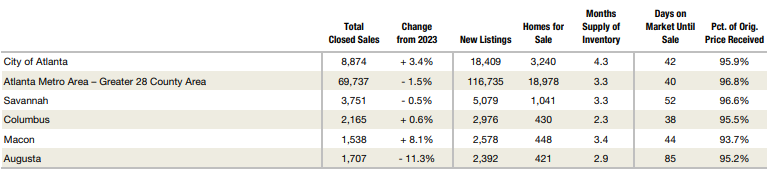 Total Closed Sales Change from 2023 New Listings Homes for Sale Months Supply of Inventory Days on Market Until Sale Pct. of Orig. Price Received
City of Atlanta 8,874 + 3.4% 18,409 3,240 4.3 42 95.9%
Atlanta Metro Area – Greater 28 County Area 69,737 - 1.5% 116,735 18,978 3.3 40 96.8%
Savannah 3,751 - 0.5% 5,079 1,041 3.3 52 96.6%
Columbus 2,165 + 0.6% 2,976 430 2.3 38 95.5%
Macon 1,538 + 8.1% 2,578 448 3.4 44 93.7%
Augusta 1,707 - 11.3% 2,392 421 2.9 85 95.2%